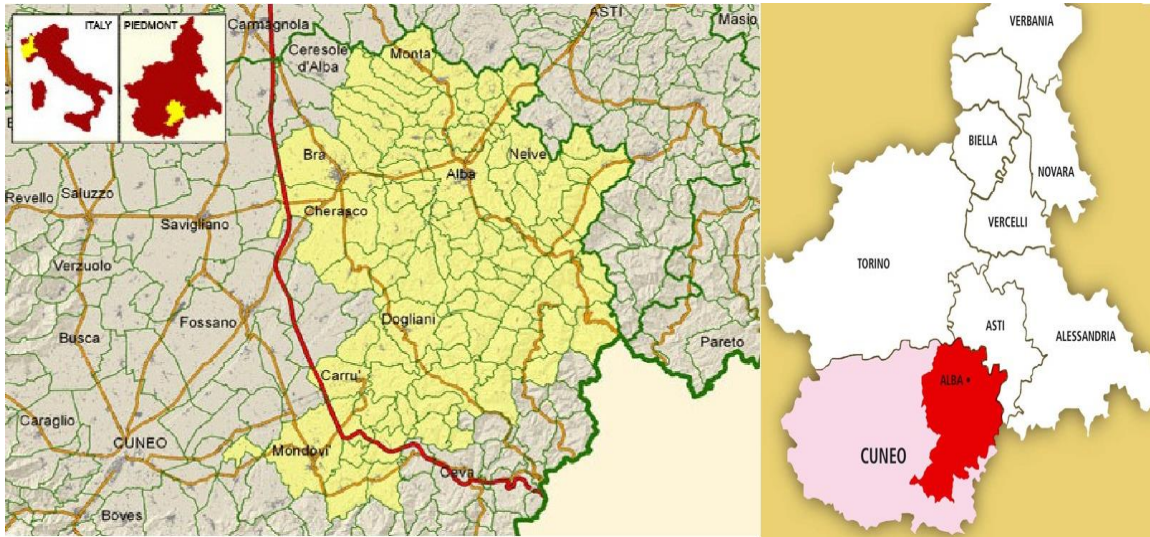 ITALY
PIEDMONT
Carmagnola
ASTI
Masio
Ceresole
d'Alba
Monta'
Bra
Alba
Neive
Revello
Saluzzo
Savigliano
Cherasco
Verzuolo
Fossano
Dogliani
Busca
Pareto
Carru'
Caraglio
CUNEO
Mondovi
Ceva
Boves
VERBANIA
BIELLA
NOVARA
VERCELLI
TORINO
ASTI
ALESSANDRIA
ALBA
CUNEO